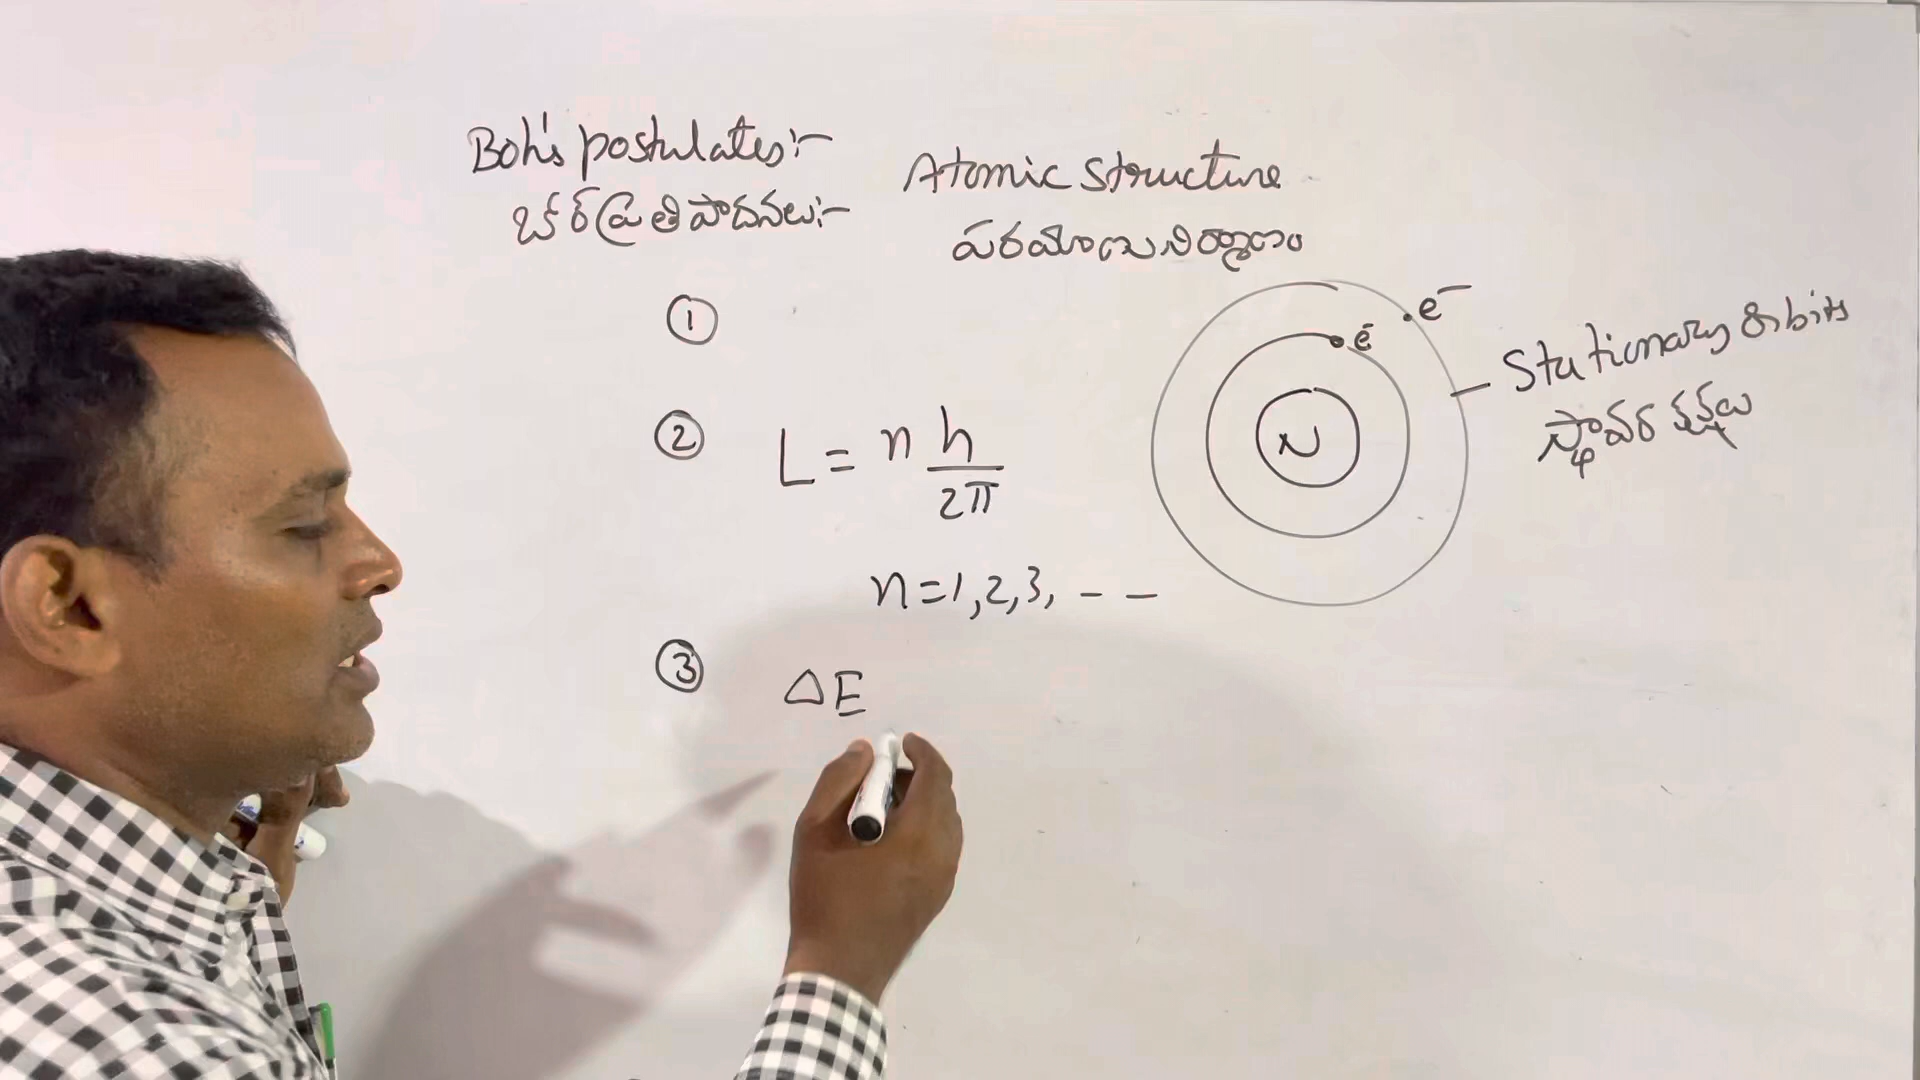 Boh's postulates:-
బోర్ ప్రతిపాదనలు:-
Atomic structure
పరమాణు నిర్మాణం
①
② L = n h/2π
n=1,2,3, - -
③ ΔE
e⁻
e⁻
N
Stationary orbits
స్థావర కక్ష్యలు